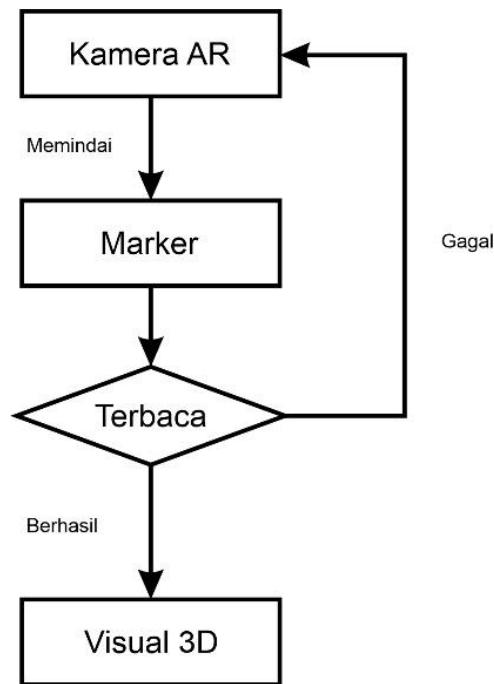 Kamera AR
Memindai
Marker
Gagal
Terbaca
Berhasil
Visual 3D